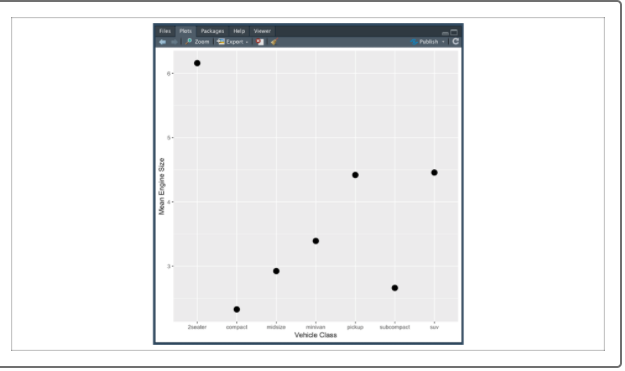 Files Plots Packages Help Viewer
Zoom Export Publish
Mean Engine Size
6
5
4
3
2seater compact midsize minivan pickup subcompact suv
Vehicle Class